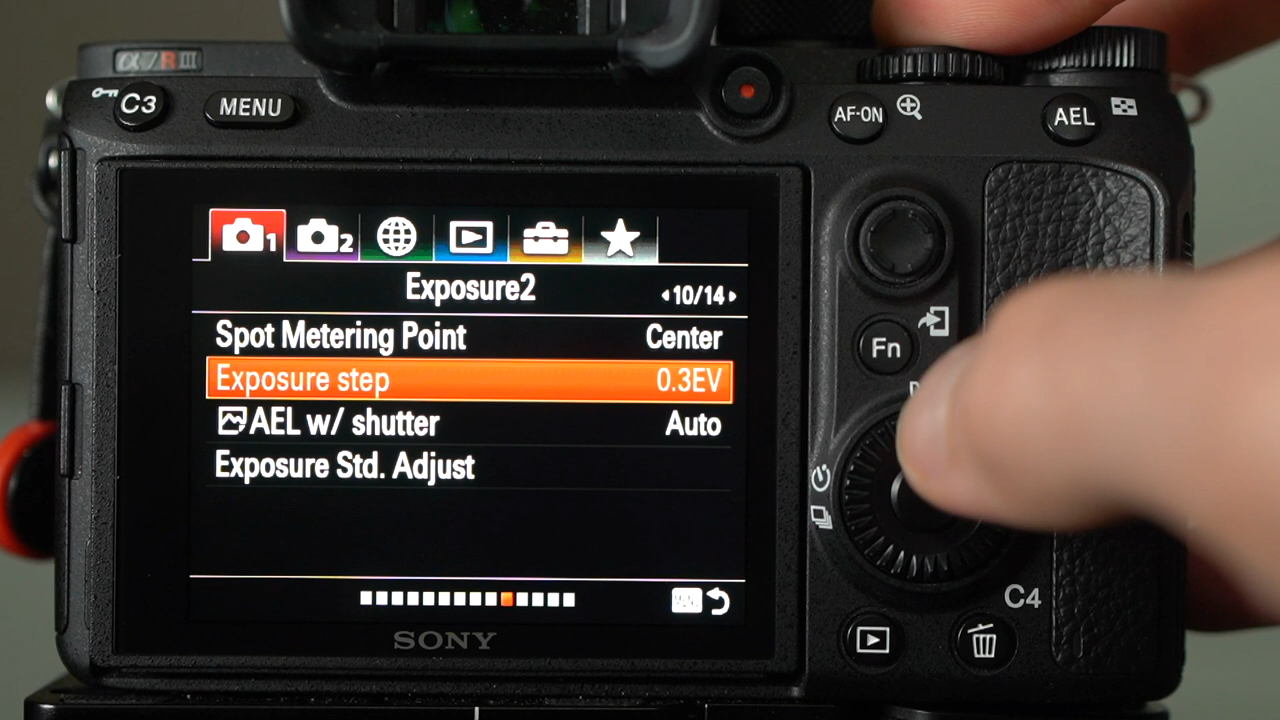 α7RIII
C3
MENU
AF-ON
AEL
1
2
Exposure2
10/14
Spot Metering Point Center
Exposure step 0.3EV
AEL w/ shutter Auto
Exposure Std. Adjust
Fn
MENU
C4
SONY